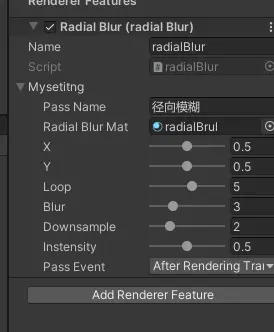 Renderer Features
Radial Blur (radial Blur)
Name radialBlur
Script radialBlur
Mysetitng
Pass Name 径向模糊
Radial Blur Mat radialBrul
X 0.5
Y 0.5
Loop 5
Blur 3
Downsample 2
Instensity 0.5
Pass Event After Rendering Tra
Add Renderer Feature